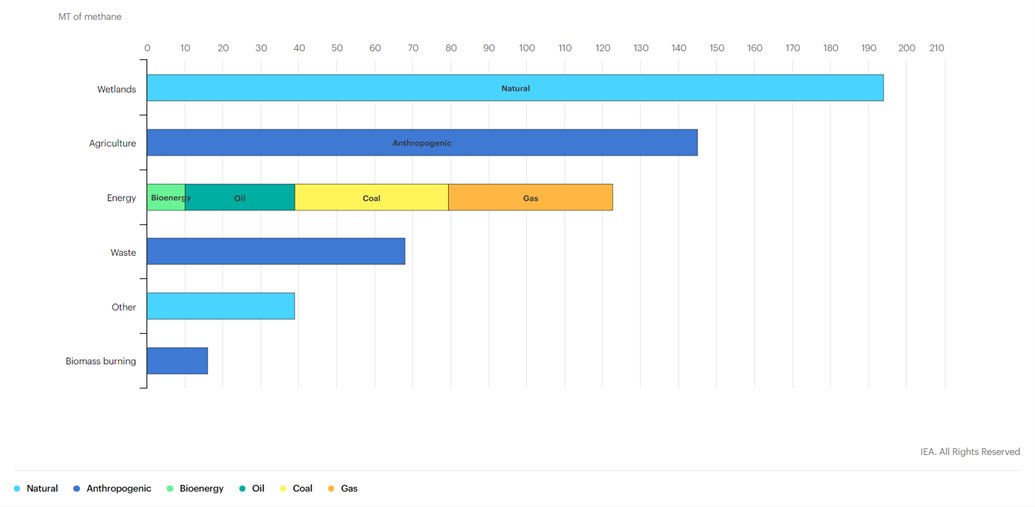 MT of methane
0 10 20 30 40 50 60 70 80 90 100 110 120 130 140 150 160 170 180 190 200 210
Wetlands Natural
Agriculture Anthropogenic
Energy Bioenergy Oil Coal Gas
Waste
Other
Biomass burning
IEA. All Rights Reserved
Natural Anthropogenic Bioenergy Oil Coal Gas